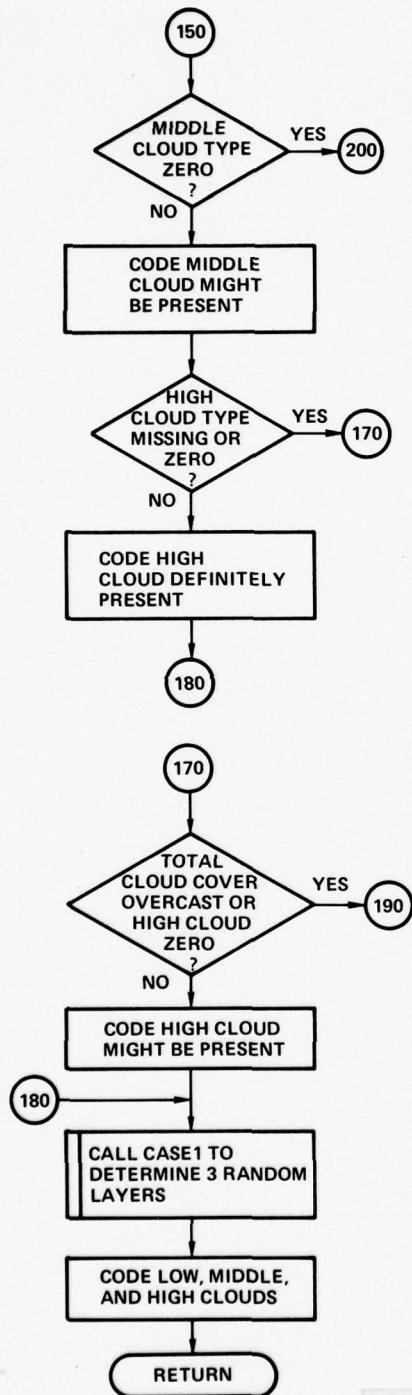 150
MIDDLE
CLOUD TYPE
ZERO
?
YES
200
NO
CODE MIDDLE
CLOUD MIGHT
BE PRESENT
HIGH
CLOUD TYPE
MISSING OR
ZERO
?
YES
170
NO
CODE HIGH
CLOUD DEFINITELY
PRESENT
180
170
TOTAL
CLOUD COVER
OVERCAST OR
HIGH CLOUD
ZERO
?
YES
190
NO
CODE HIGH CLOUD
MIGHT BE PRESENT
180
CALL CASE1 TO
DETERMINE 3 RANDOM
LAYERS
CODE LOW, MIDDLE,
AND HIGH CLOUDS
RETURN